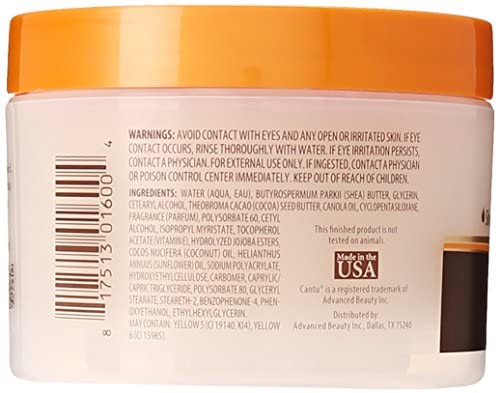 WARNINGS: AVOID CONTACT WITH EYES AND ANY OPEN OR IRRITATED SKIN. IF EYE
CONTACT OCCURS, RINSE THOROUGHLY WITH WATER. IF EYE IRRITATION PERSISTS,
CONTACT A PHYSICIAN. FOR EXTERNAL USE ONLY. IF INGESTED, CONTACT A PHYSICIAN
OR POISON CONTROL CENTER IMMEDIATELY. KEEP OUT OF REACH OF CHILDREN.
INGREDIENTS: WATER (AQUA, EAU), BUTYROSPERMUM PARKII (SHEA) BUTTER, GLYCERIN,
CETEARYL ALCOHOL, THEOBROMA CACAO (COCOA) SEED BUTTER, CANOLA OIL, CYCLOPENTASILOXANE,
FRAGRANCE (PARFUM), POLYSORBATE 60, CETYL
ALCOHOL, ISOPROPYL MYRISTATE, TOCOPHEROL
ACETATE (VITAMIN E), HYDROLYZED JOJOBA ESTERS,
COCOS NUCIFERA (COCONUT) OIL, HELIANTHUS
ANNUUS (SUNFLOWER) OIL, SODIUM POLYACRYLATE,
HYDROXYETHYLCELLULOSE, CARBOMER, CAPRYLIC/
CAPRIC TRIGLYCERIDE, POLYSORBATE 80, GLYCERYL
STEARATE, STEARETH-2, BENZOPHENONE-4, PHEN-
OXYETHANOL, ETHYLHEXYLGLYCERIN.
MAY CONTAIN: YELLOW 5 (CI 19140, KI4), YELLOW
6 (CI 15985).
This finished product is not
tested on animals.
Made in the
USA
Cantu™ is a registered trademark of
Advanced Beauty Inc.
Distributed by:
Advanced Beauty Inc., Dallas, TX 75240
8 17513 01600 4